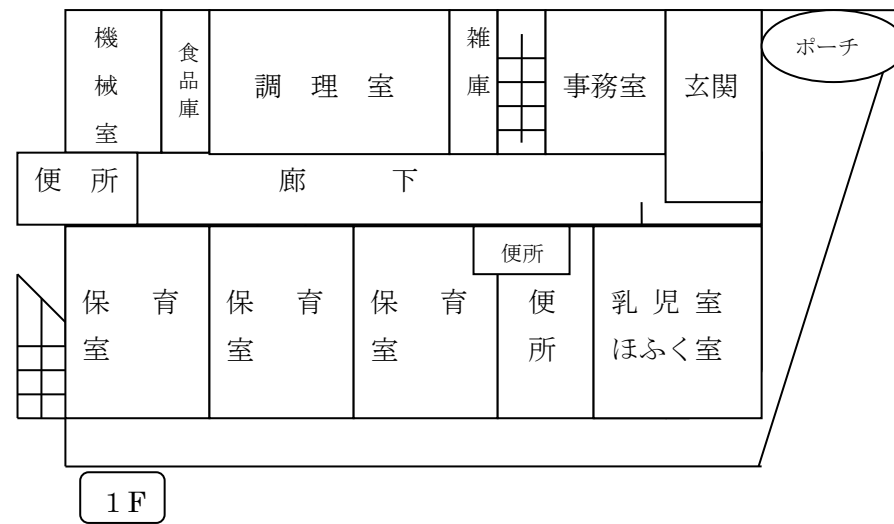 機械室
食品庫
調理室
雑庫
事務室
玄関
ポーチ
便所
廊下
便所
保育室
保育室
保育室
便所
乳児室
ほふく室
1F